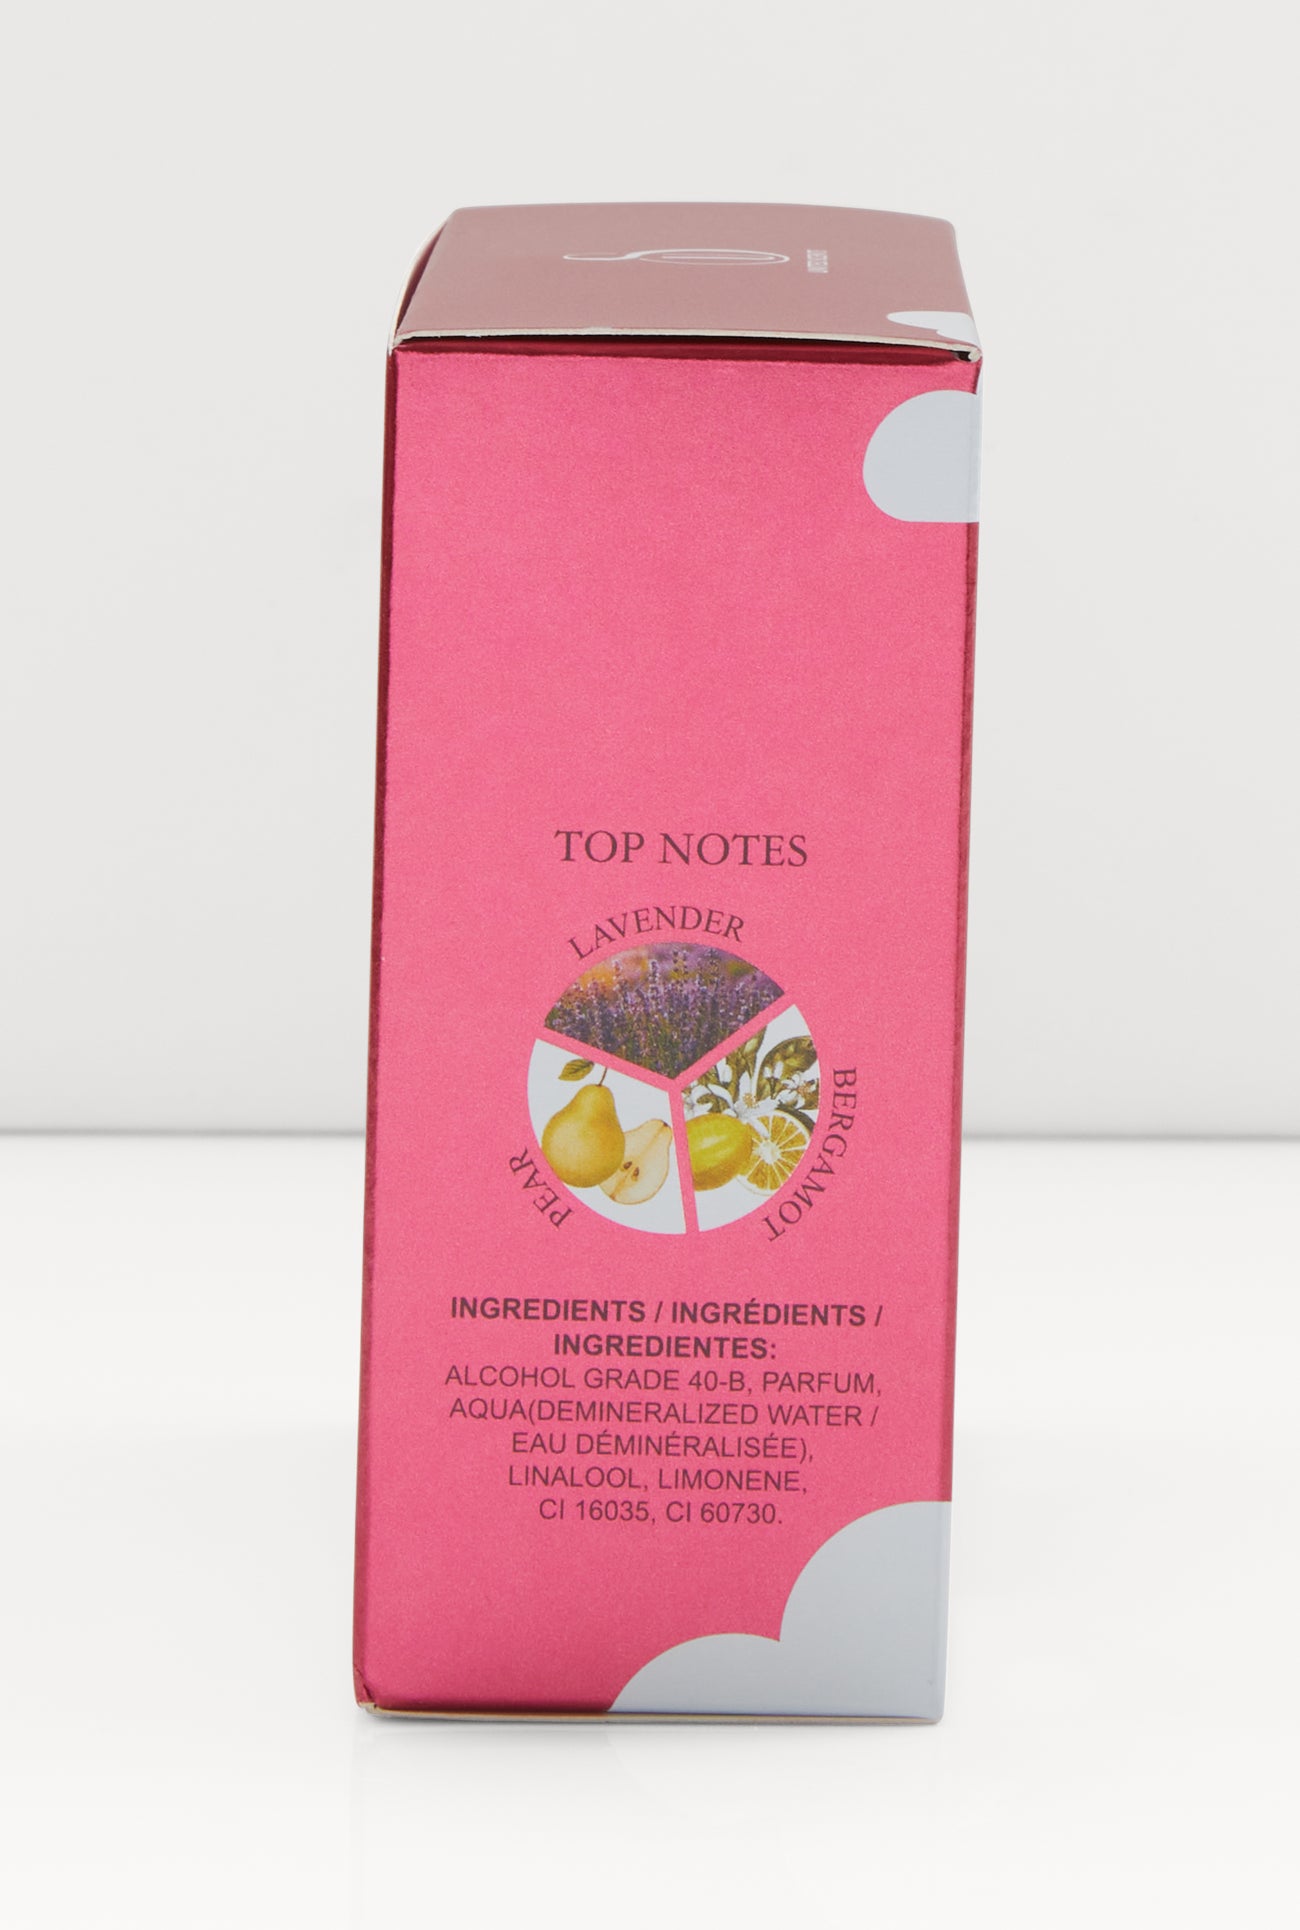 TOP NOTES
LAVENDER
BERGAMOT
PEAR
INGREDIENTS / INGRÉDIENTS /
INGREDIENTES:
ALCOHOL GRADE 40-B, PARFUM,
AQUA(DEMINERALIZED WATER /
EAU DÉMINÉRALISÉE),
LINALOOL, LIMONENE,
CI 16035, CI 60730.